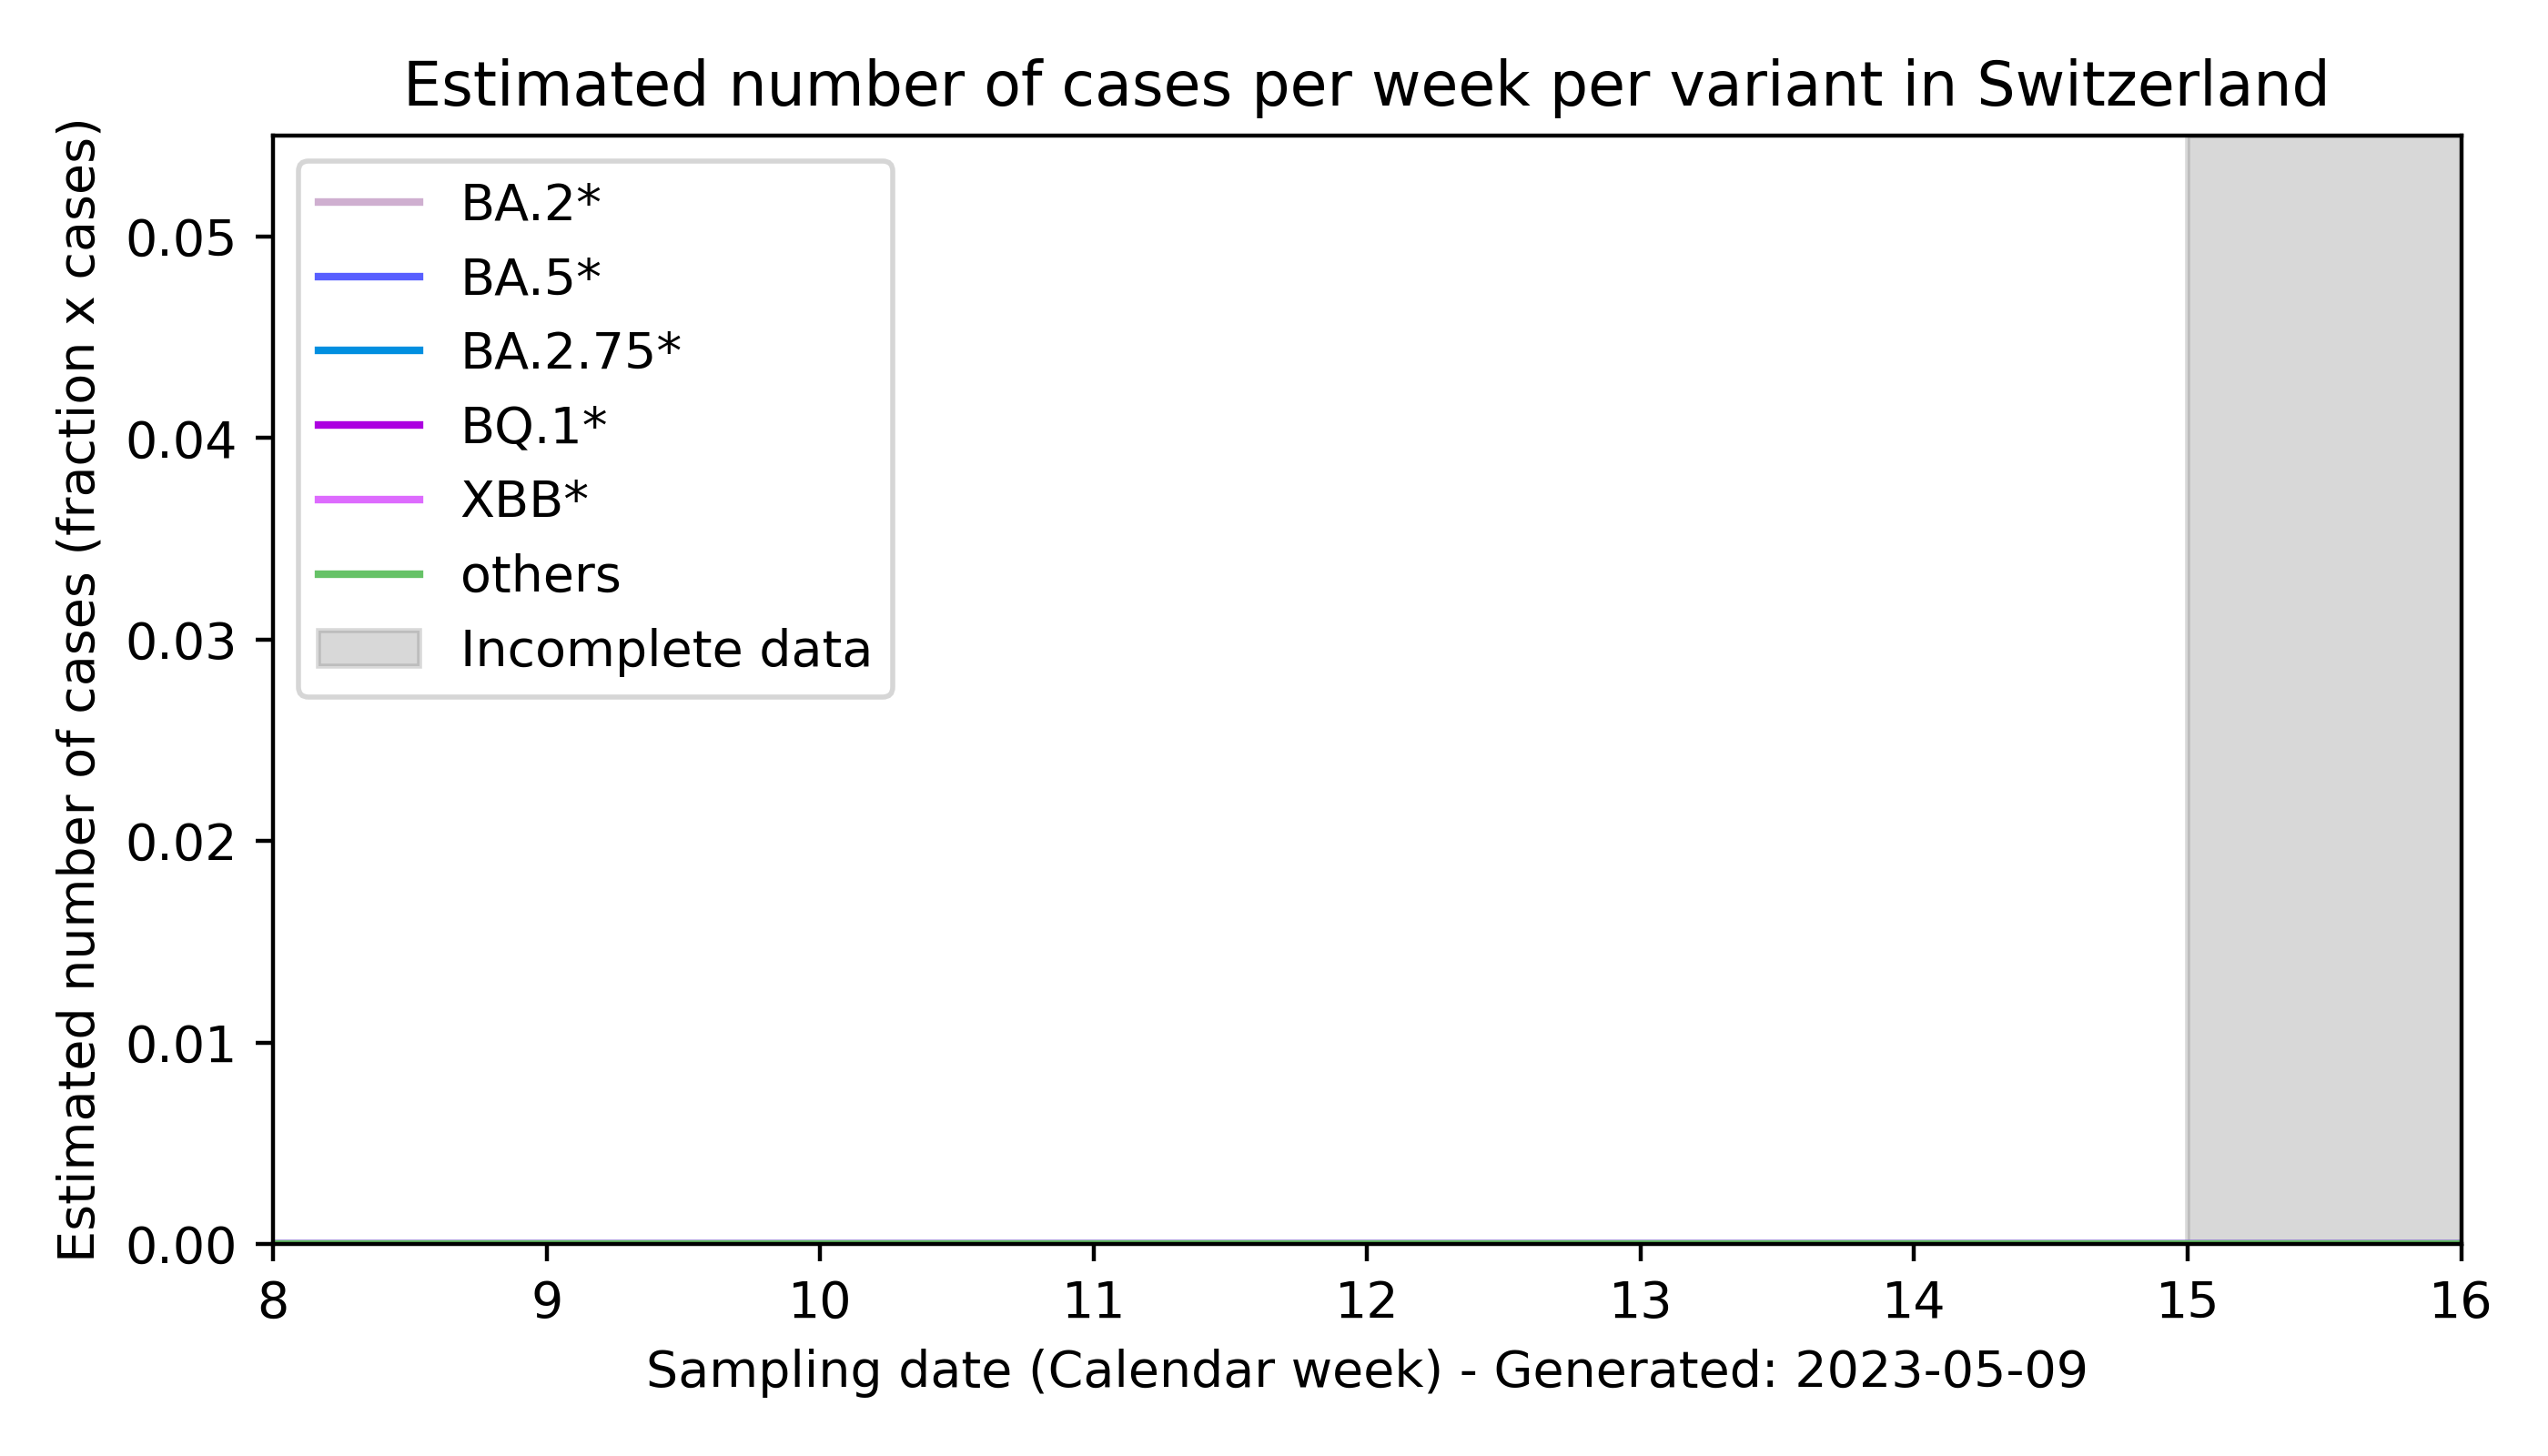 Estimated number of cases per week per variant in Switzerland
Estimated number of cases (fraction x cases)
0.05
0.04
0.03
0.02
0.01
0.00
BA.2*
BA.5*
BA.2.75*
BQ.1*
XBB*
others
Incomplete data
8 9 10 11 12 13 14 15 16
Sampling date (Calendar week) - Generated: 2023-05-09